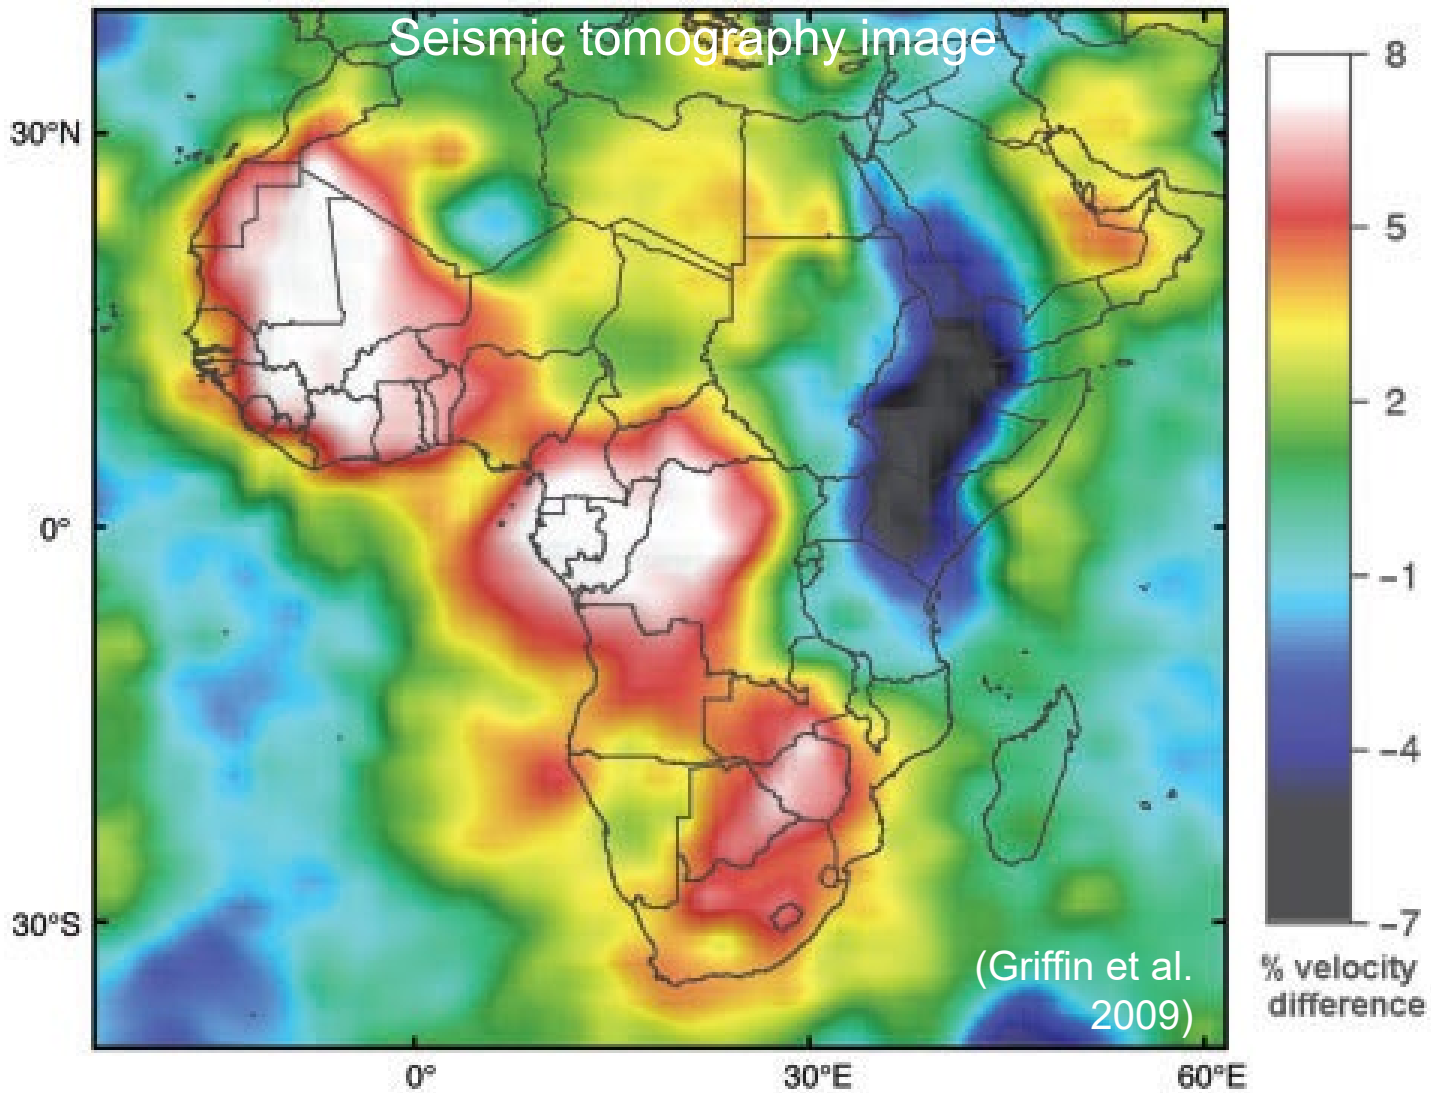 Seismic tomography image
30°N
0°
30°S
0°
30°E
60°E
8
5
2
−1
−4
−7
% velocity
difference
(Griffin et al.
2009)